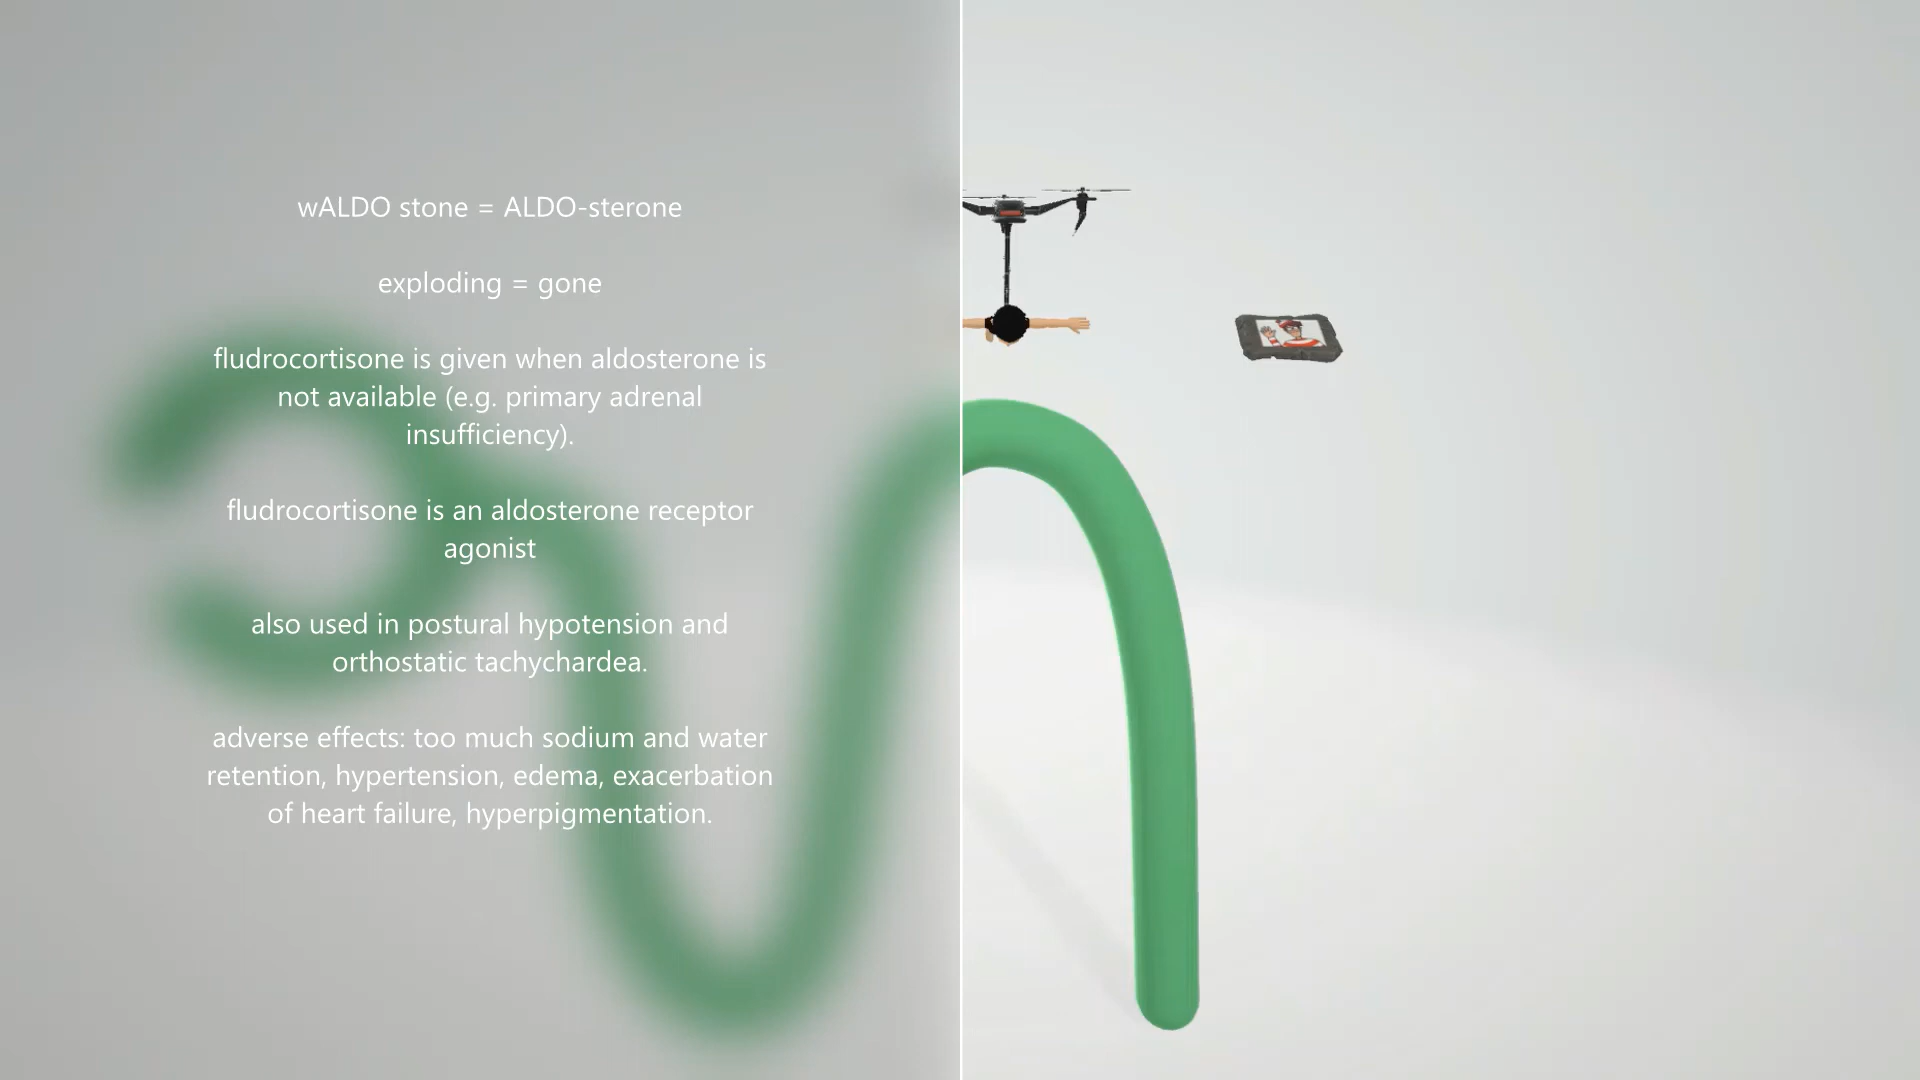 wALDO stone = ALDO-sterone
exploding = gone
fludrocortisone is given when aldosterone is
not available (e.g. primary adrenal
insufficiency).
fludrocortisone is an aldosterone receptor
agonist
also used in postural hypotension and
orthostatic tachychardea.
adverse effects: too much sodium and water
retention, hypertension, edema, exacerbation
of heart failure, hyperpigmentation.